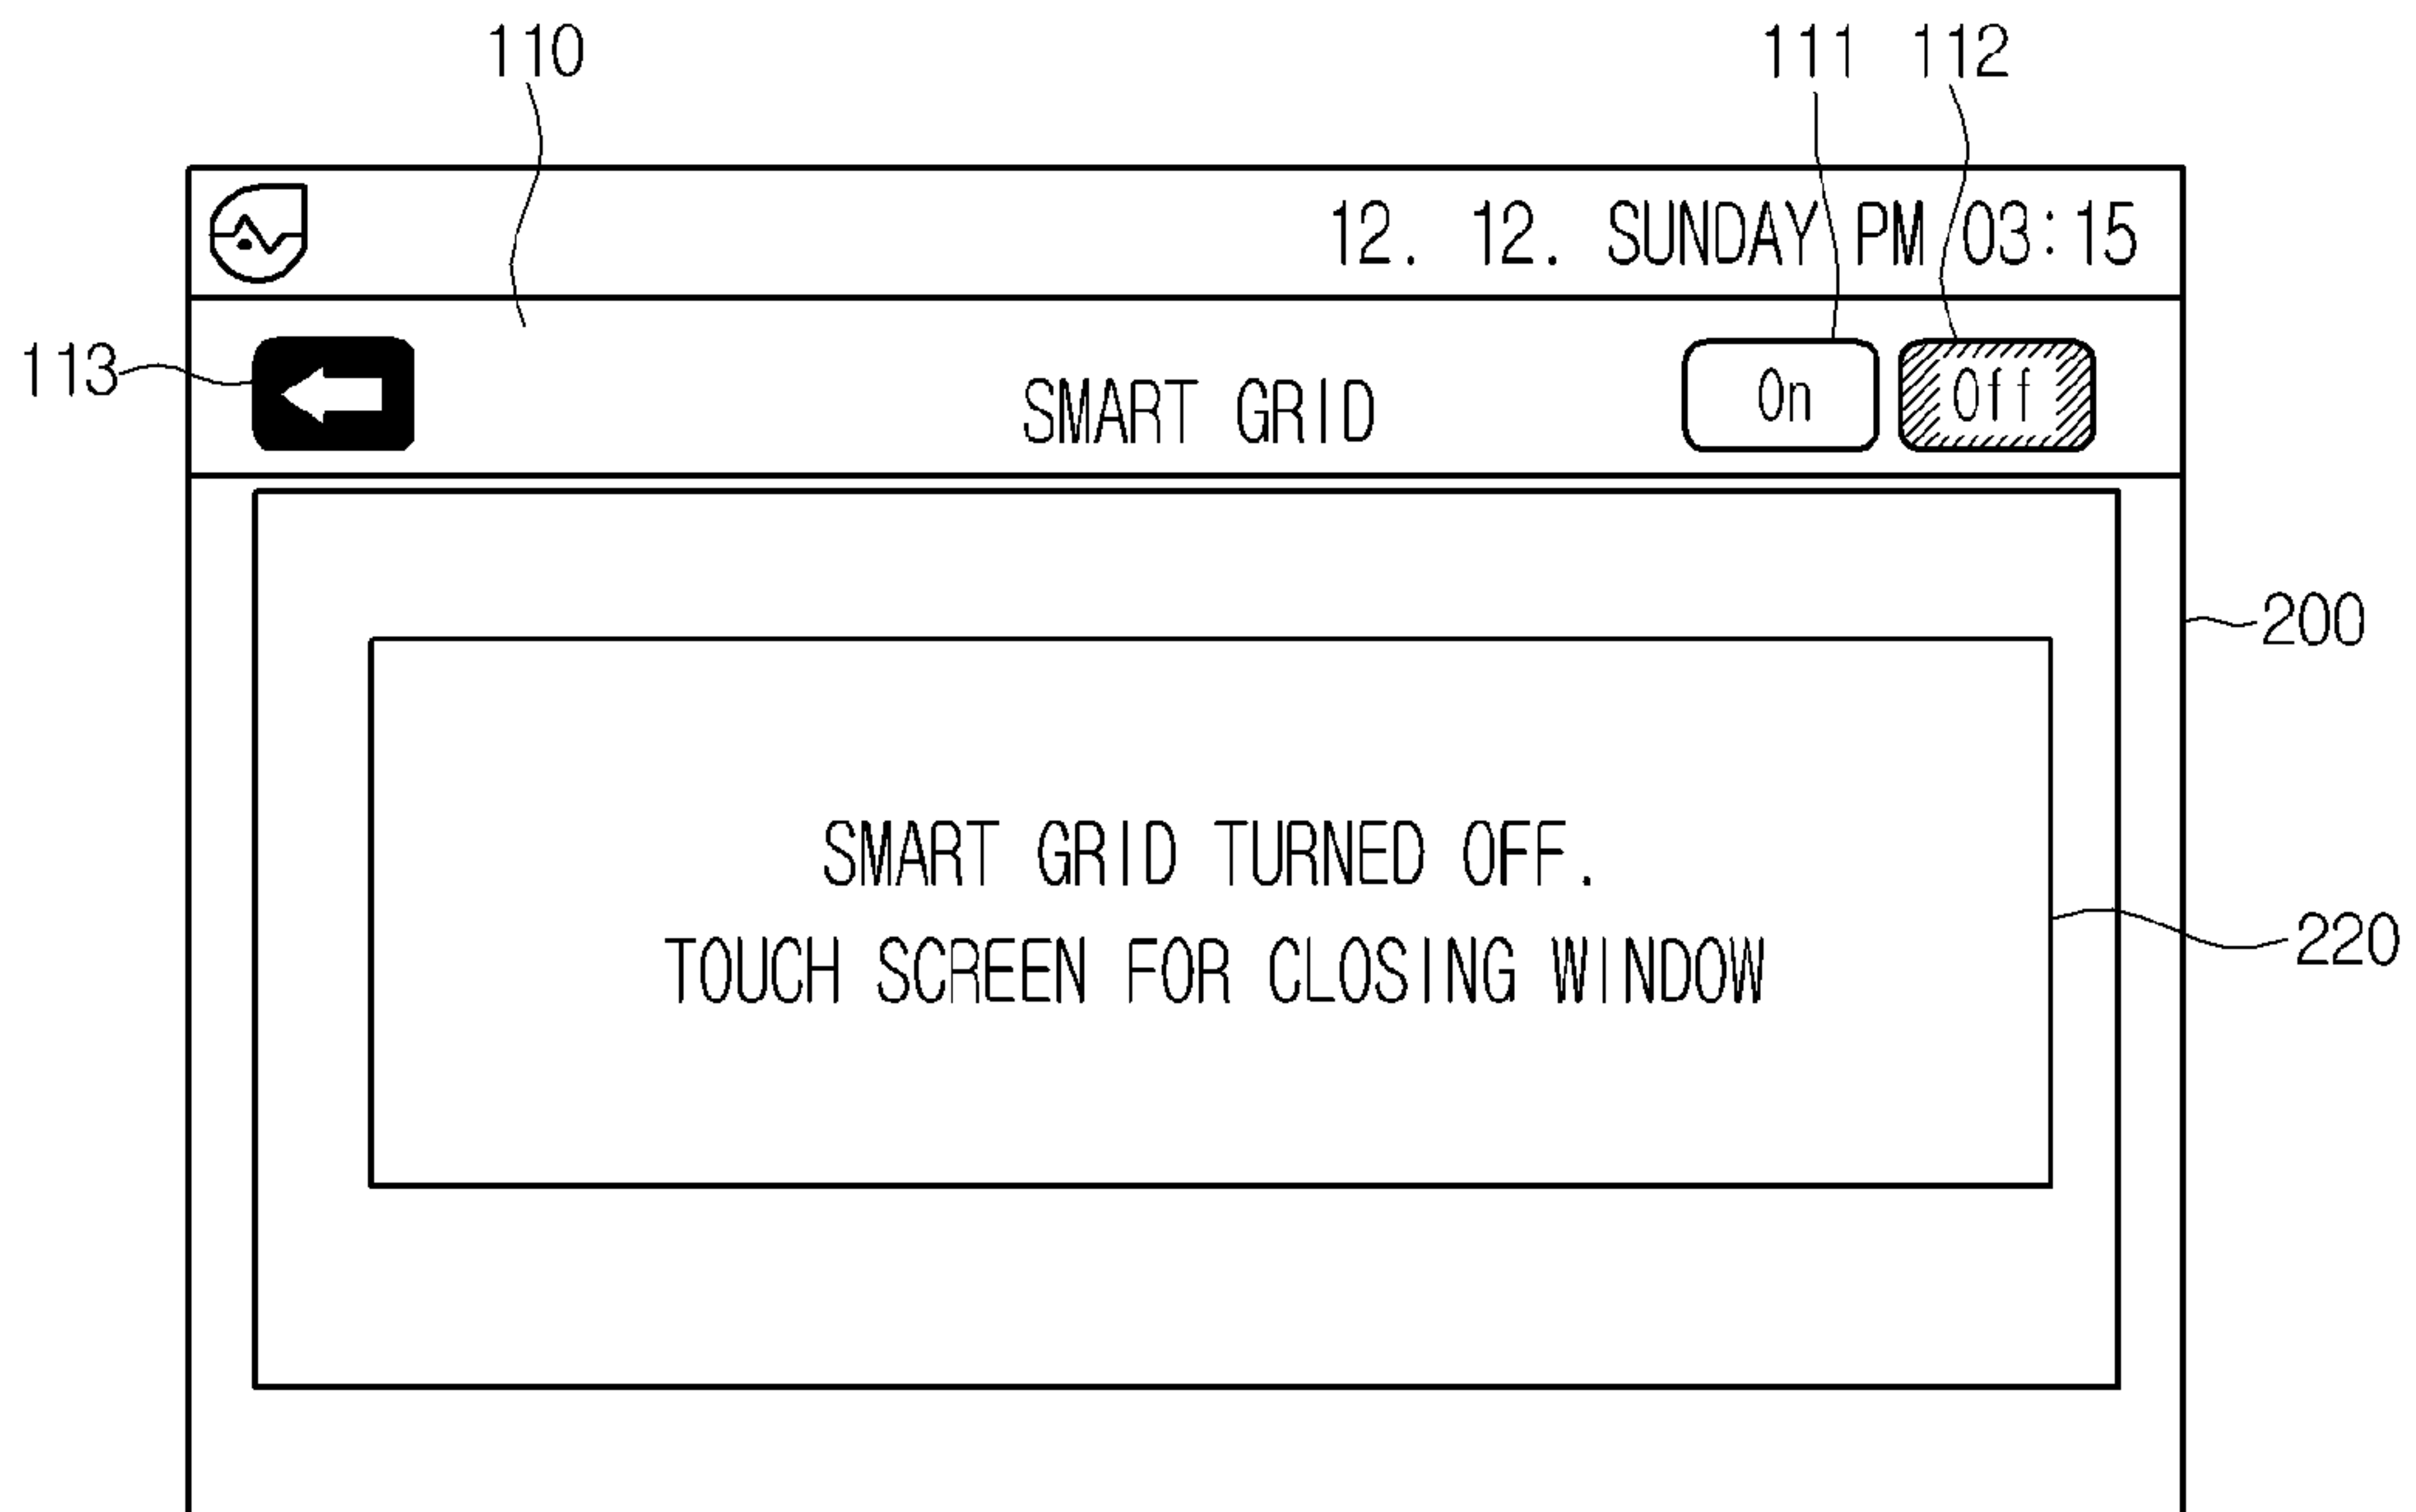 110 111 112
12. 12. SUNDAY PM 03:15
113 SMART GRID On Off
200
SMART GRID TURNED OFF.
220
TOUCH SCREEN FOR CLOSING WINDOW